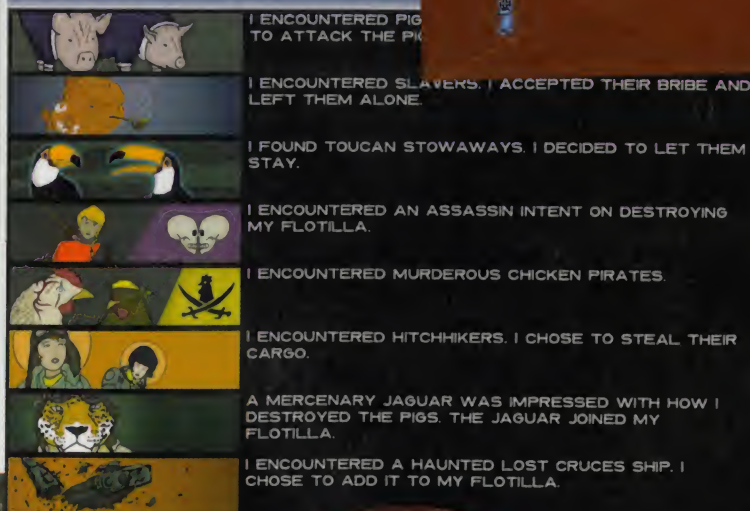 I ENCOUNTERED PIG
TO ATTACK THE
I ENCOUNTERED SLAVERS. I ACCEPTED THEIR BRIBE AND
LEFT THEM ALONE.
I FOUND TOUCAN STOWAWAYS. I DECIDED TO LET THEM
STAY.
I ENCOUNTERED AN ASSASSIN INTENT ON DESTROYING
MY FLOTILLA.
I ENCOUNTERED MURDEROUS CHICKEN PIRATES.
I ENCOUNTERED HITCHHIKERS. I CHOSE TO STEAL THEIR
CARGO.
A MERCENARY JAGUAR WAS IMPRESSED WITH HOW I
DESTROYED THE PIGS. THE JAGUAR JOINED MY
FLOTILLA.
I ENCOUNTERED A HAUNTED LOST CRUCES SHIP. I
CHOSE TO ADD IT TO MY FLOTILLA.